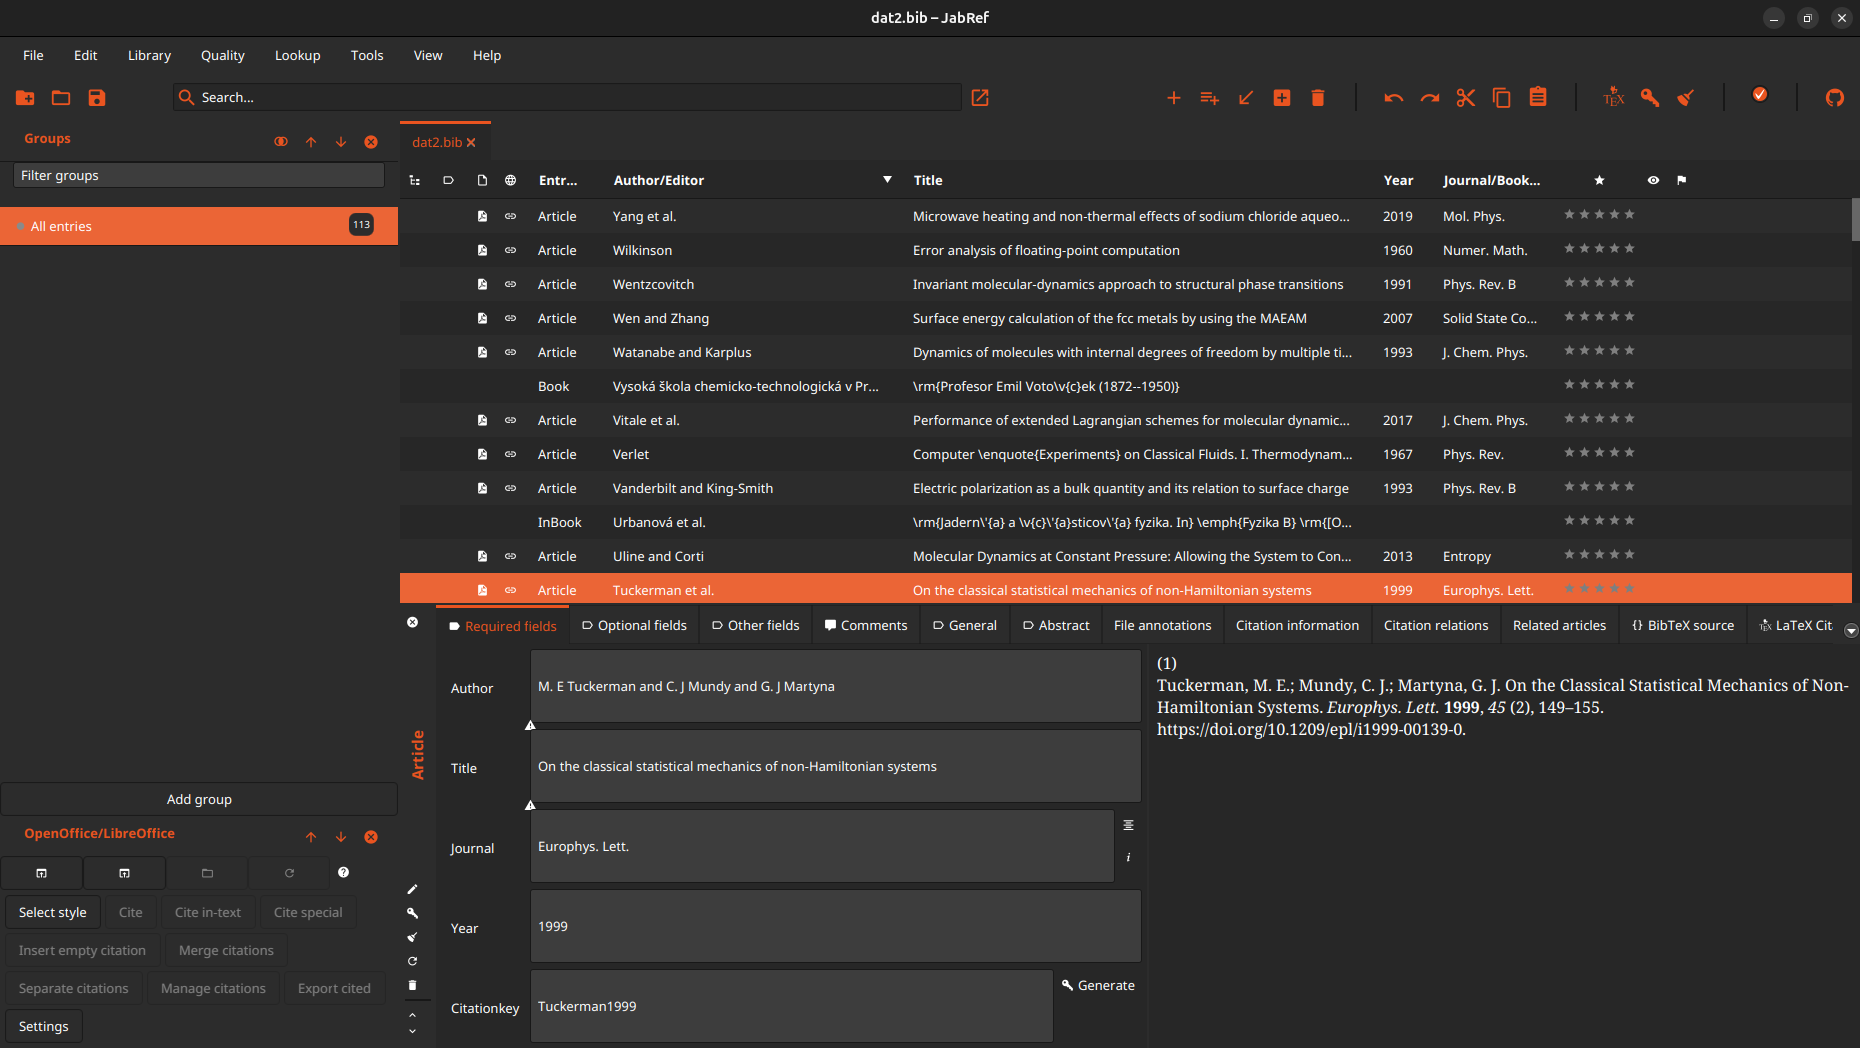 dat2.bib – JabRef
File Edit Library Quality Lookup Tools View Help
Search...
Groups
Filter groups
All entries 113
Add group
OpenOffice/LibreOffice
Select style Cite Cite in-text Cite special
Insert empty citation Merge citations
Separate citations Manage citations Export cited
Settings
dat2.bib
Entr... Author/Editor Title Year Journal/Book...
Article Yang et al. Microwave heating and non-thermal effects of sodium chloride aqueo... 2019 Mol. Phys.
Article Wilkinson Error analysis of floating-point computation 1960 Numer. Math.
Article Wentzcovitch Invariant molecular-dynamics approach to structural phase transitions 1991 Phys. Rev. B
Article Wen and Zhang Surface energy calculation of the fcc metals by using the MAEAM 2007 Solid State Co...
Article Watanabe and Karplus Dynamics of molecules with internal degrees of freedom by multiple ti... 1993 J. Chem. Phys.
Book Vysoká škola chemicko-technologická v Pr... \rm{Profesor Emil Voto\v{c}ek (1872--1950)}
Article Vitale et al. Performance of extended Lagrangian schemes for molecular dynamic... 2017 J. Chem. Phys.
Article Verlet Computer \enquote{Experiments} on Classical Fluids. I. Thermodynam... 1967 Phys. Rev.
Article Vanderbilt and King-Smith Electric polarization as a bulk quantity and its relation to surface charge 1993 Phys. Rev. B
InBook Urbanová et al. \rm{Jadern\'{a} a \v{c}\'{a}sticov\'{a} fyzika. In} \emph{Fyzika B} \rm{[O...
Article Uline and Corti Molecular Dynamics at Constant Pressure: Allowing the System to Con... 2013 Entropy
Article Tuckerman et al. On the classical statistical mechanics of non-Hamiltonian systems 1999 Europhys. Lett.
Required fields Optional fields Other fields Comments General Abstract File annotations Citation information Citation relations Related articles {} BibTeX source TEX LaTeX Cit
Article
Author M. E Tuckerman and C. J Mundy and G. J Martyna
Title On the classical statistical mechanics of non-Hamiltonian systems
Journal Europhys. Lett.
Year 1999
Citationkey Tuckerman1999 Generate
(1)
Tuckerman, M. E.; Mundy, C. J.; Martyna, G. J. On the Classical Statistical Mechanics of Non-
Hamiltonian Systems. Europhys. Lett. 1999, 45 (2), 149–155.
https://doi.org/10.1209/epl/i1999-00139-0.